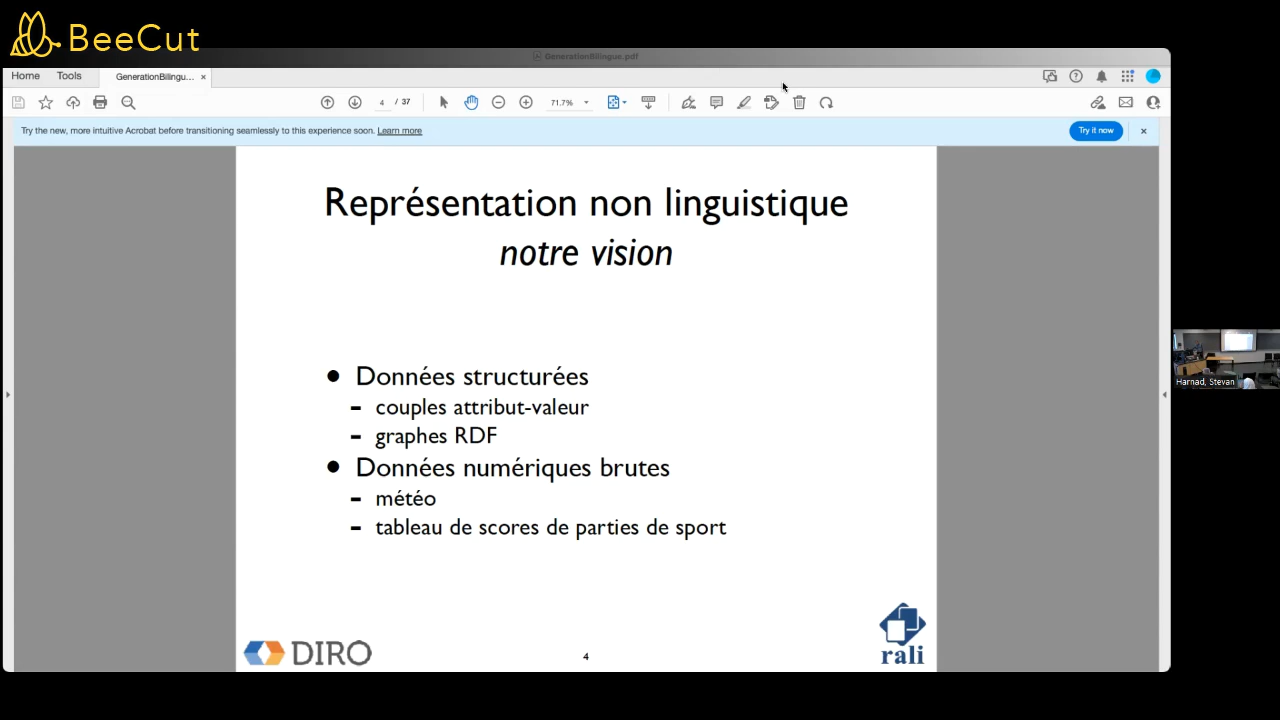 BeeCut
GenerationBilingue.pdf
Home
Tools
GenerationBilingu... ×
4 / 37
71.7%
Try the new, more intuitive Acrobat before transitioning seamlessly to this experience soon. Learn more
Try it now
Représentation non linguistique
notre vision
• Données structurées
- couples attribut-valeur
- graphes RDF
• Données numériques brutes
- météo
- tableau de scores de parties de sport
Harnad, Stevan
DIRO
4
rali